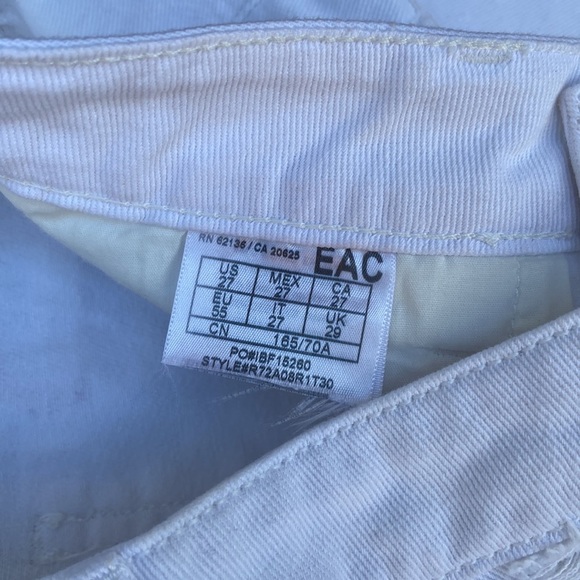 RN 62136 / CA 20625 EAC
US MEX CA
27 27 27
EU IT UK
55 27 29
CN 165/70A
PO#IBF15260
STYLE#R72A08R1T30